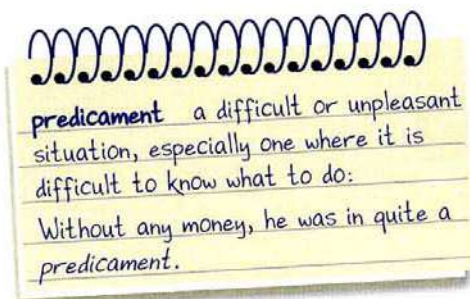 predicament a difficult or unpleasant
situation, especially one where it is
difficult to know what to do:
Without any money, he was in quite a
predicament.